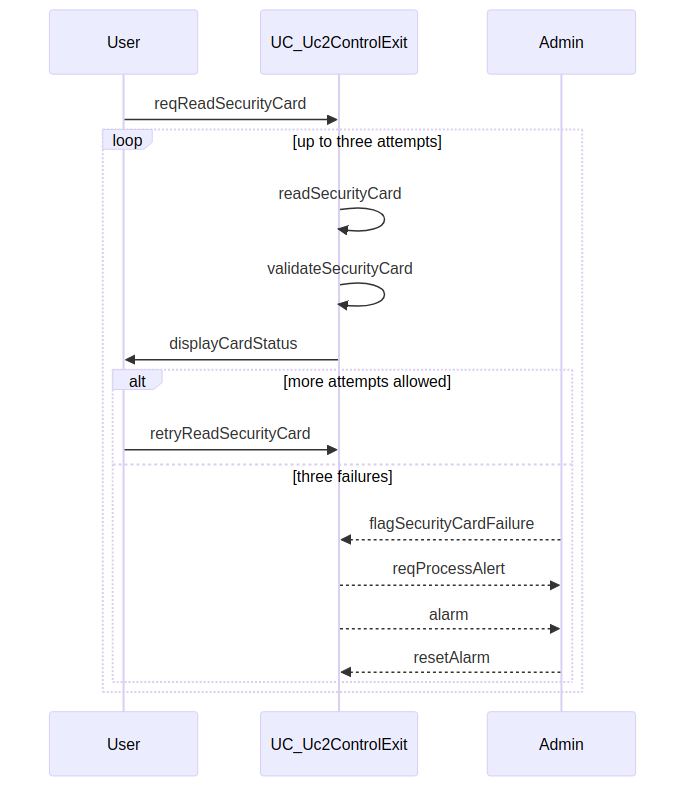 User
UC_Uc2ControlExit
Admin
reqReadSecurityCard
loop
[up to three attempts]
readSecurityCard
validateSecurityCard
displayCardStatus
alt
[more attempts allowed]
retryReadSecurityCard
[three failures]
flagSecurityCardFailure
reqProcessAlert
alarm
resetAlarm
User
UC_Uc2ControlExit
Admin